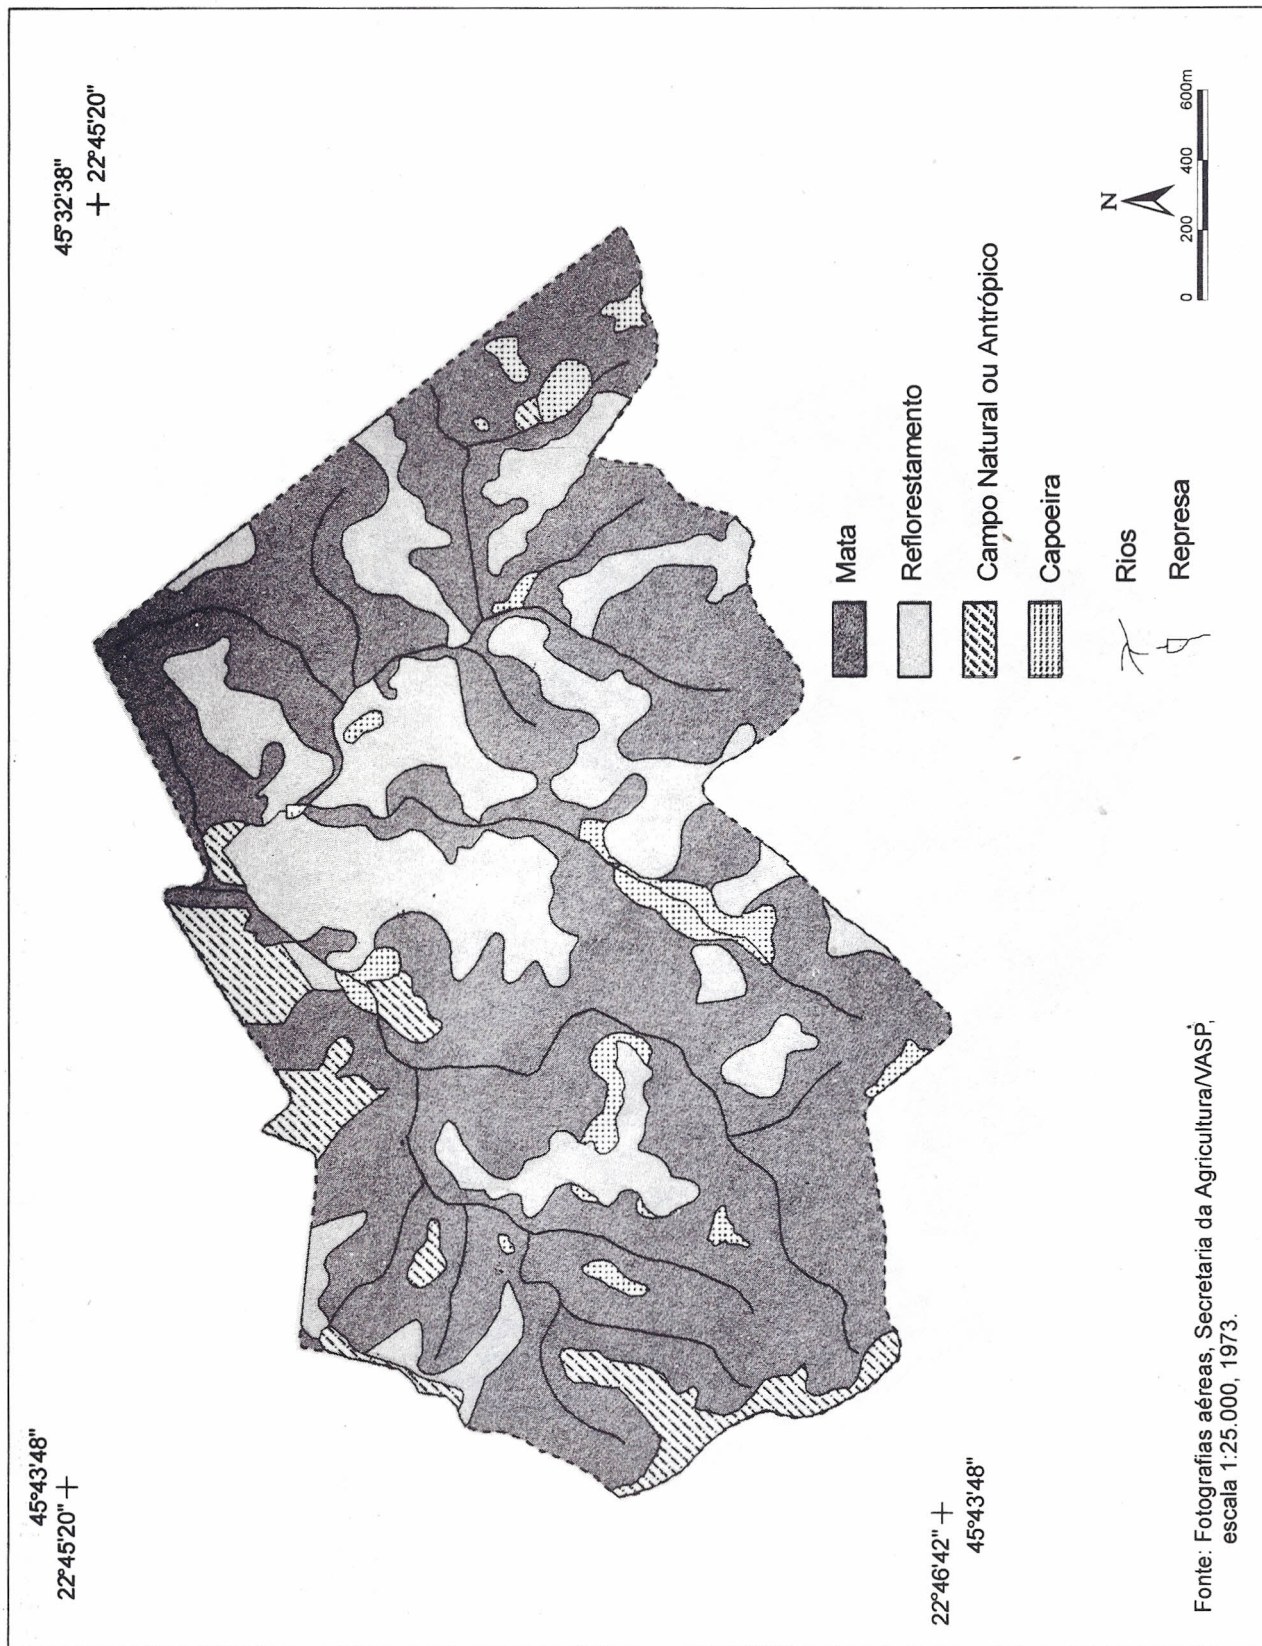 45°43'48"
22°45'20"
45°32'38"
22°45'20"
22°46'42"
45°43'48"
Mata
Reflorestamento
Campo Natural ou Antrópico
Capoeira
Rios
Represa
N
0 200 400 600m
Fonte: Fotografias aéreas, Secretaria da Agricultura/VASP,
escala 1:25.000, 1973.